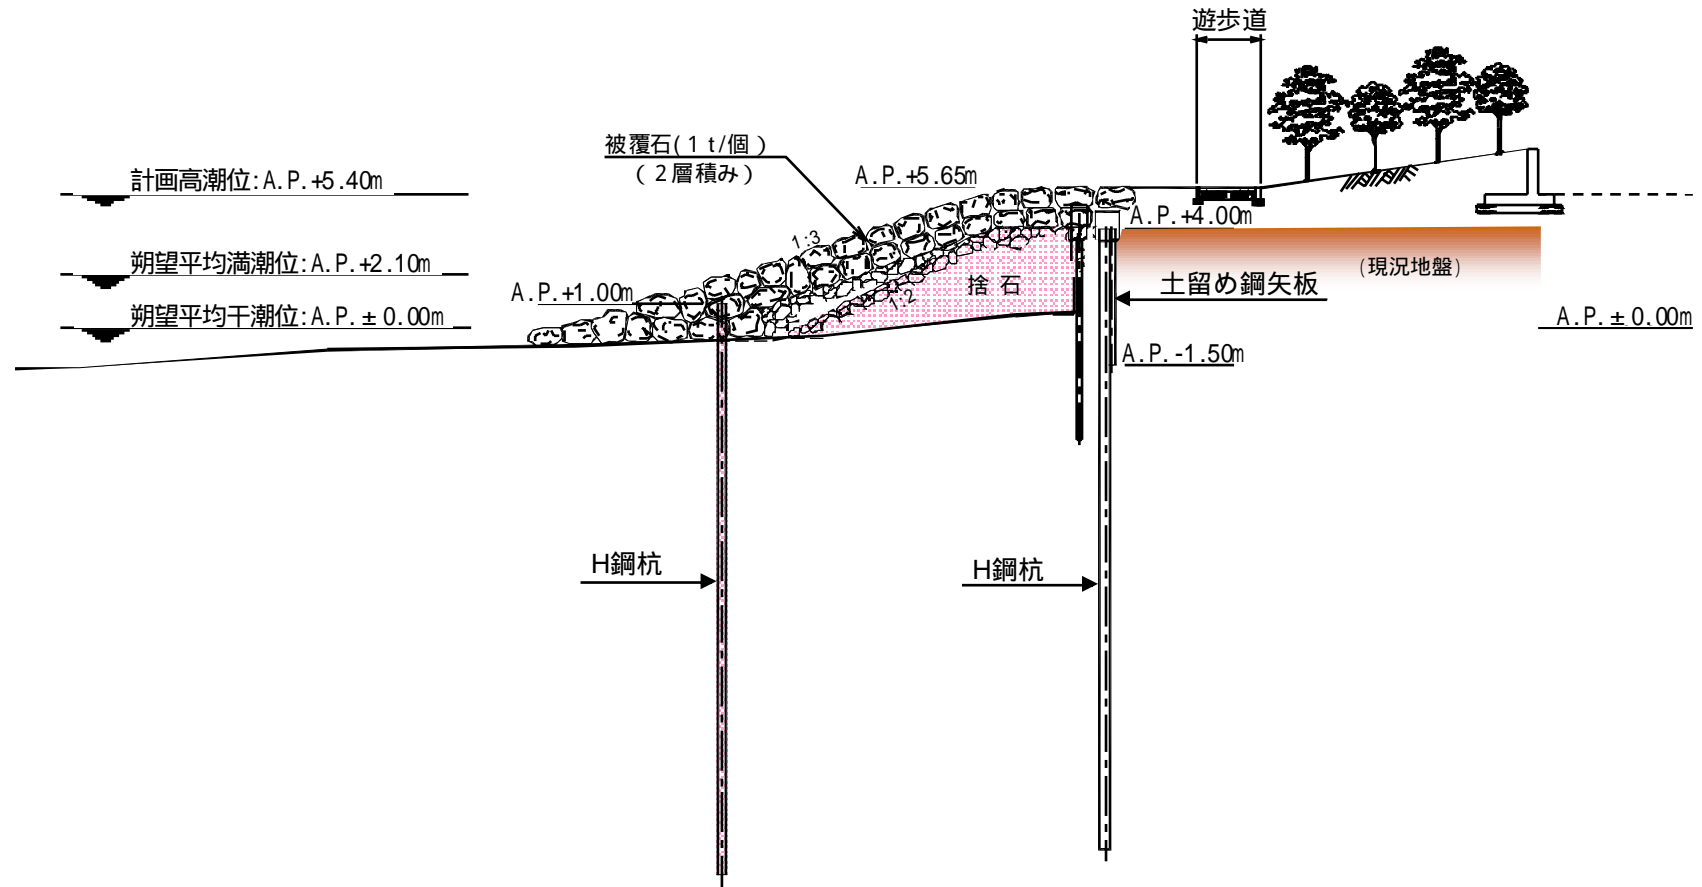 遊歩道
被覆石(1 t/個)
(2層積み)
計画高潮位:A.P.+5.40m
A.P.+5.65m
A.P.+4.00m
1:3
朔望平均満潮位:A.P.+2.10m
(現況地盤)
捨石
土留め鋼矢板
A.P.+1.00m
1:2
朔望平均干潮位:A.P.±0.00m
A.P.±0.00m
A.P.-1.50m
H鋼杭
H鋼杭